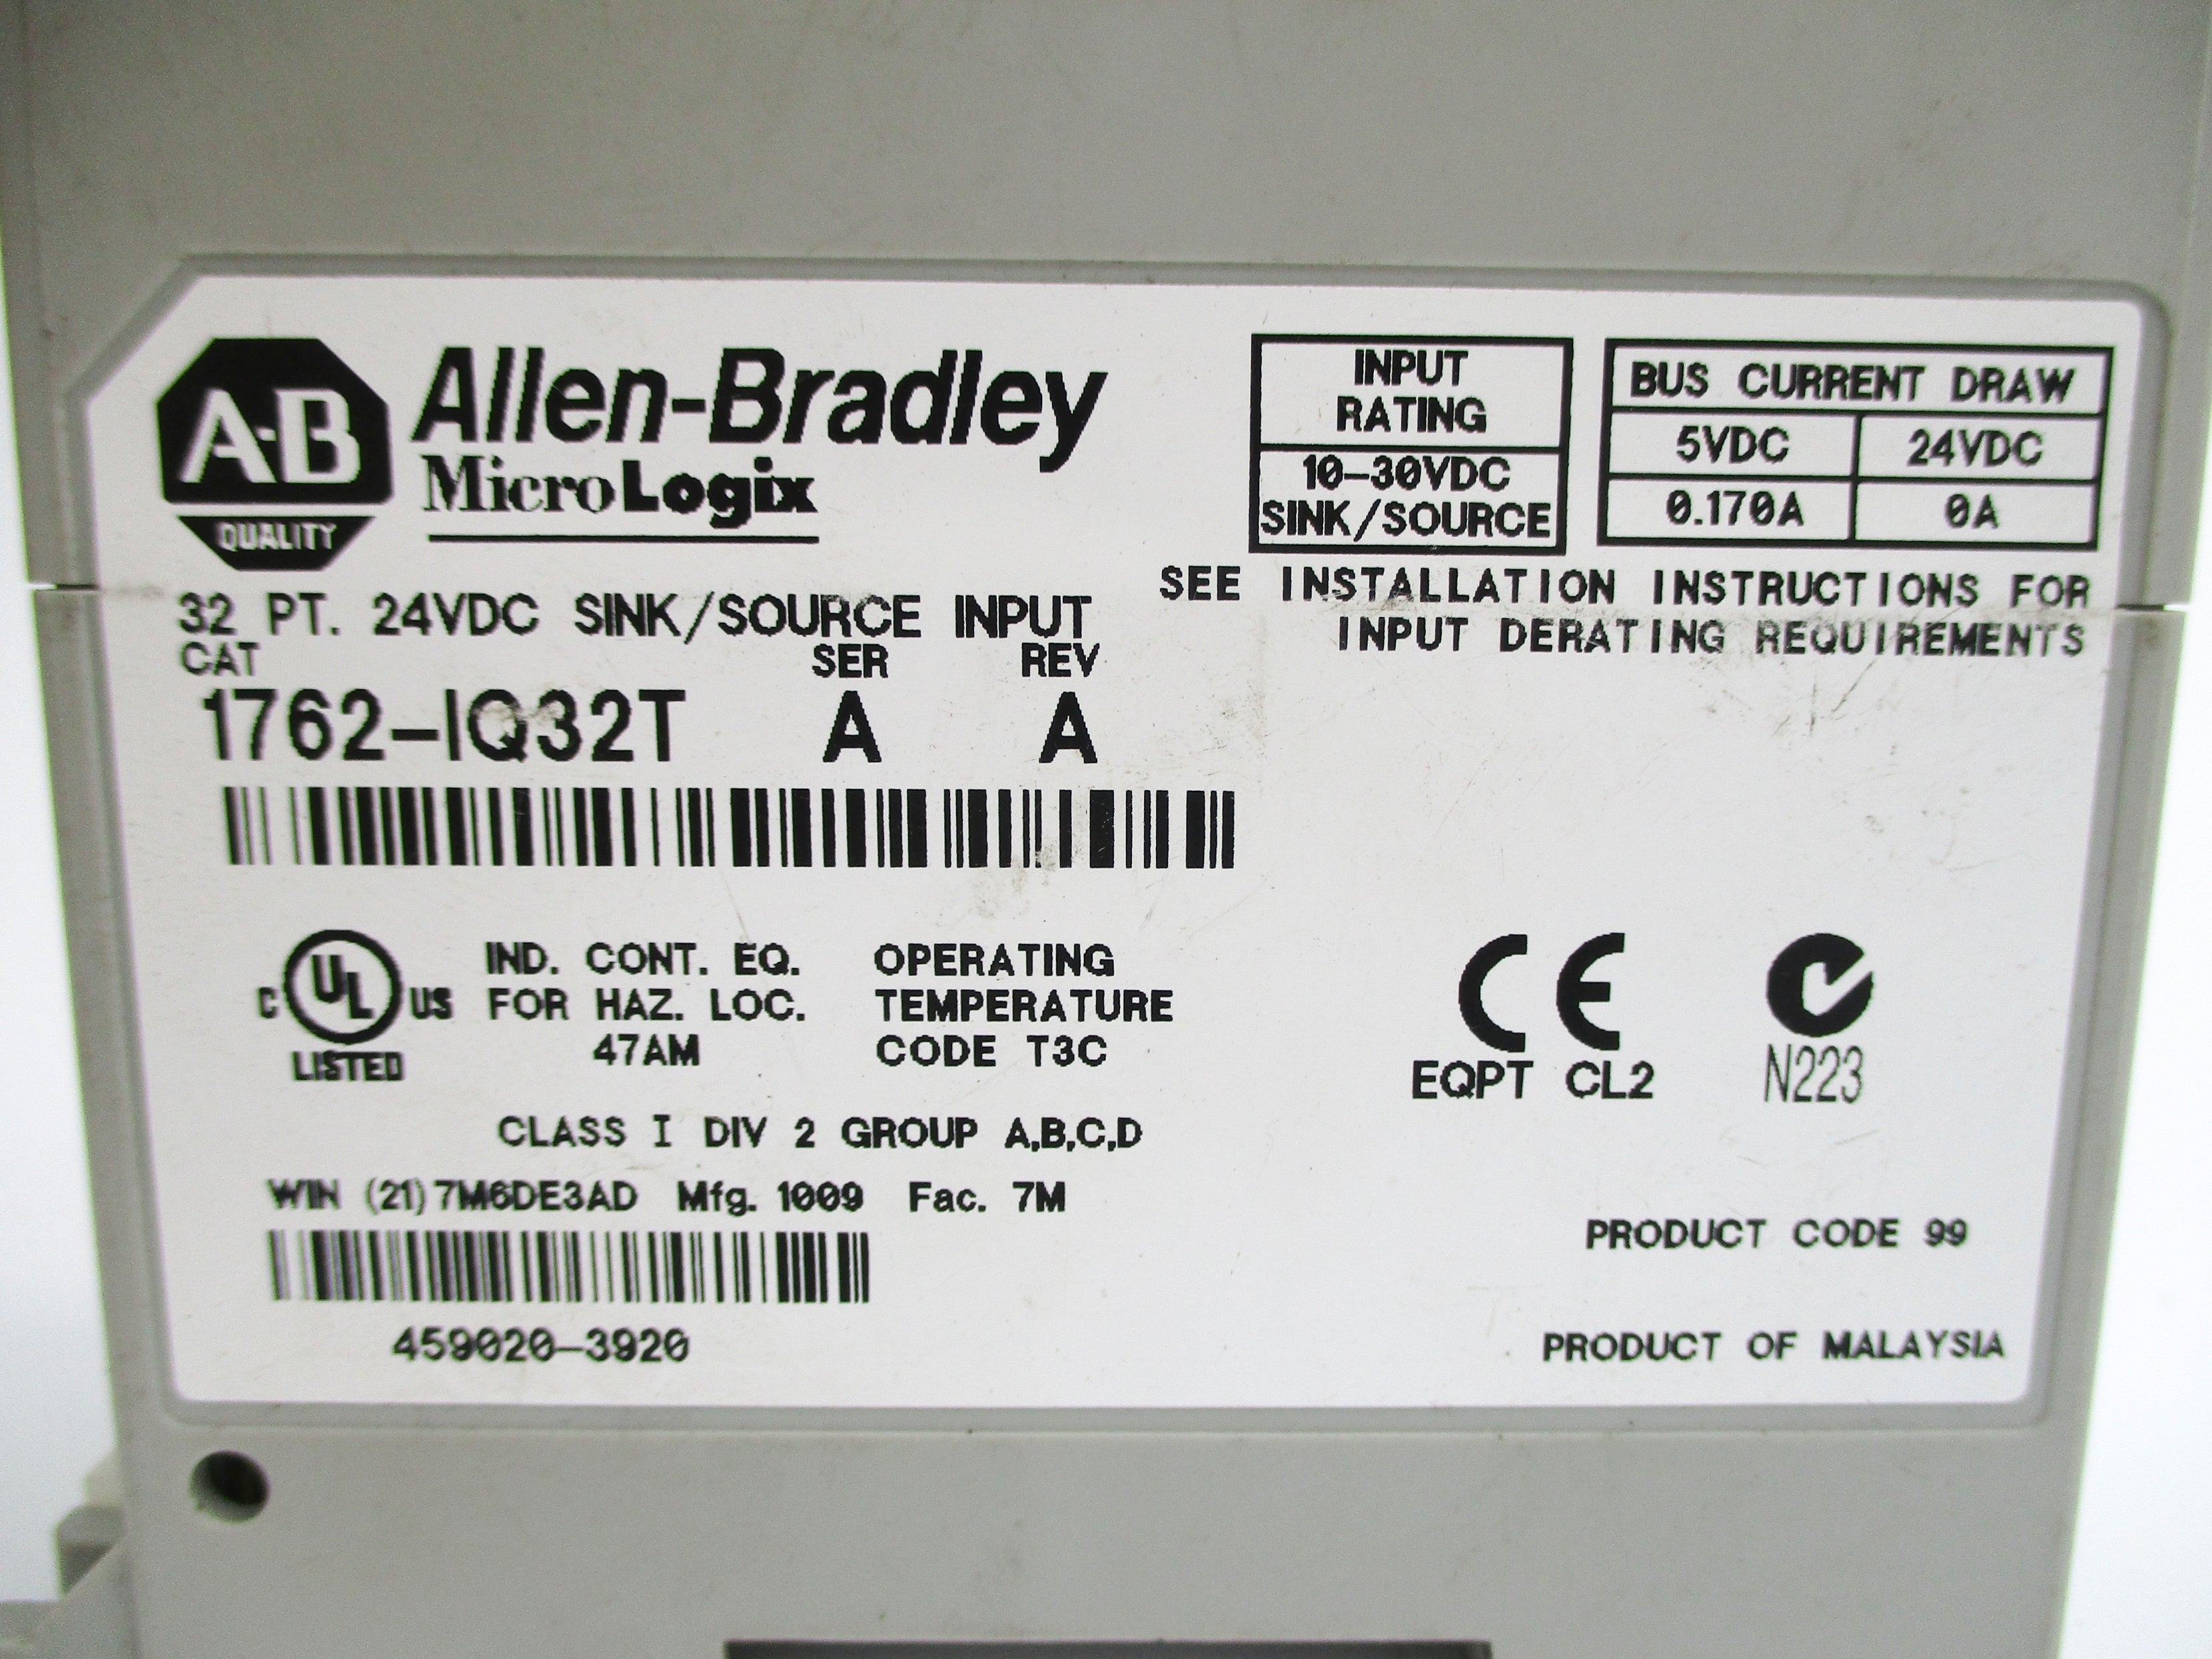 A-B
QUALITY
Allen-Bradley
MicroLogix
32 PT. 24VDC SINK/SOURCE INPUT
CAT SER REV
1762-IQ32T A A
INPUT
RATING
10-30VDC
SINK/SOURCE
BUS CURRENT DRAW
5VDC 24VDC
0.170A 0A
SEE INSTALLATION INSTRUCTIONS FOR
INPUT DERATING REQUIREMENTS
C UL US
LISTED
IND. CONT. EQ.
FOR HAZ. LOC.
47AM
OPERATING
TEMPERATURE
CODE T3C
CLASS I DIV 2 GROUP A,B,C,D
CE
EQPT CL2
N223
WIN (21)7M6DE3AD Mfg. 1009 Fac. 7M
459020-3920
PRODUCT CODE 99
PRODUCT OF MALAYSIA